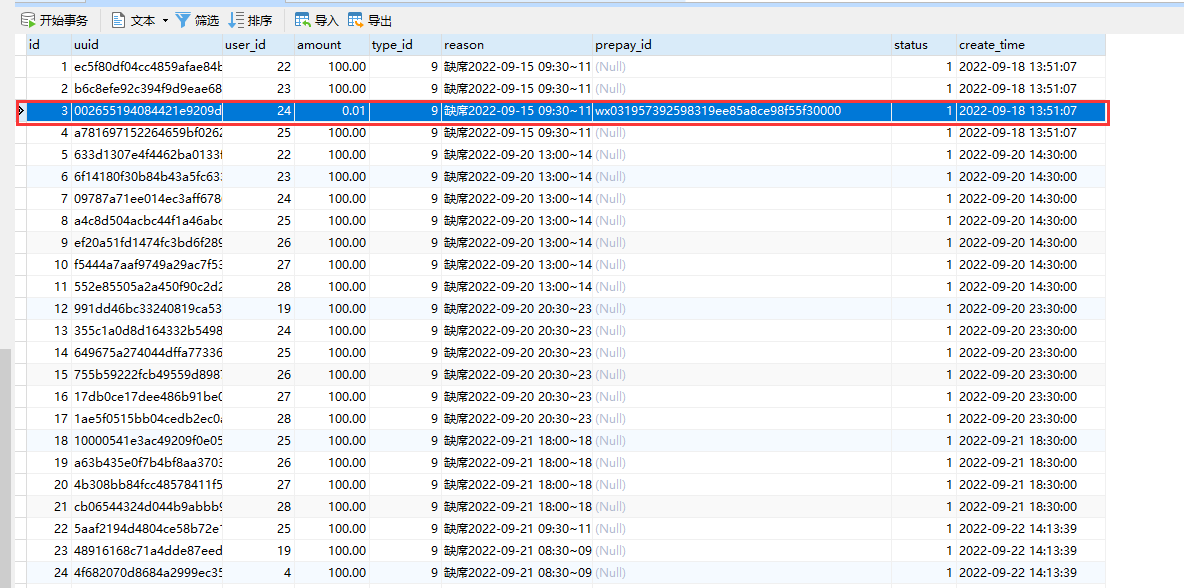 开始事务 文本 筛选 排序 导入 导出
id uuid user_id amount type_id reason prepay_id status create_time
1 ec5f80df04cc4859afae84b 22 100.00 9 缺席2022-09-15 09:30~11 (Null) 1 2022-09-18 13:51:07
2 b6c8efe92c394f9d9eae68 23 100.00 9 缺席2022-09-15 09:30~11 (Null) 1 2022-09-18 13:51:07
3 002655194084421e9209d 24 0.01 9 缺席2022-09-15 09:30~11 wx031957392598319ee85a8ce98f55f30000 1 2022-09-18 13:51:07
4 a781697152264659bf026 25 100.00 9 缺席2022-09-15 09:30~11 (Null) 1 2022-09-18 13:51:07
5 633d1307e4f4462ba0133f 22 100.00 9 缺席2022-09-20 13:00~14 (Null) 1 2022-09-20 14:30:00
6 6f14180f30b84b43a5fc63 23 100.00 9 缺席2022-09-20 13:00~14 (Null) 1 2022-09-20 14:30:00
7 09787a71ee014ec3aff678 24 100.00 9 缺席2022-09-20 13:00~14 (Null) 1 2022-09-20 14:30:00
8 a4c8d504acbc44f1a46abc 25 100.00 9 缺席2022-09-20 13:00~14 (Null) 1 2022-09-20 14:30:00
9 ef20a51fd1474fc3bd6f289 26 100.00 9 缺席2022-09-20 13:00~14 (Null) 1 2022-09-20 14:30:00
10 f5444a7aaf9749a29ac7f53 27 100.00 9 缺席2022-09-20 13:00~14 (Null) 1 2022-09-20 14:30:00
11 552e85505a2a450f90c2d2 28 100.00 9 缺席2022-09-20 13:00~14 (Null) 1 2022-09-20 14:30:00
12 991dd46bc33240819ca53 19 100.00 9 缺席2022-09-20 20:30~23 (Null) 1 2022-09-20 23:30:00
13 355c1a0d8d164332b5498 24 100.00 9 缺席2022-09-20 20:30~23 (Null) 1 2022-09-20 23:30:00
14 649675a274044dffa77336 25 100.00 9 缺席2022-09-20 20:30~23 (Null) 1 2022-09-20 23:30:00
15 755b59222fcb49559d898 26 100.00 9 缺席2022-09-20 20:30~23 (Null) 1 2022-09-20 23:30:00
16 17db0ce17dee486b91be0 27 100.00 9 缺席2022-09-20 20:30~23 (Null) 1 2022-09-20 23:30:00
17 1ae5f0515bb04cedb2ec0 28 100.00 9 缺席2022-09-20 20:30~23 (Null) 1 2022-09-20 23:30:00
18 10000541e3ac49209f0e05 25 100.00 9 缺席2022-09-21 18:00~18 (Null) 1 2022-09-21 18:30:00
19 a63b435e0f7b4bf8aa3703 26 100.00 9 缺席2022-09-21 18:00~18 (Null) 1 2022-09-21 18:30:00
20 4b308bb84fcc48578411f5 27 100.00 9 缺席2022-09-21 18:00~18 (Null) 1 2022-09-21 18:30:00
21 cb06544324d044b9abbb9 28 100.00 9 缺席2022-09-21 18:00~18 (Null) 1 2022-09-21 18:30:00
22 5aaf2194d4804ce58b72e 25 100.00 9 缺席2022-09-21 09:30~11 (Null) 1 2022-09-22 14:13:39
23 48916168c71a4dde87eed 19 100.00 9 缺席2022-09-21 08:30~09 (Null) 1 2022-09-22 14:13:39
24 4f682070d8684a2999ec35 4 100.00 9 缺席2022-09-21 08:30~09 (Null) 1 2022-09-22 14:13:39